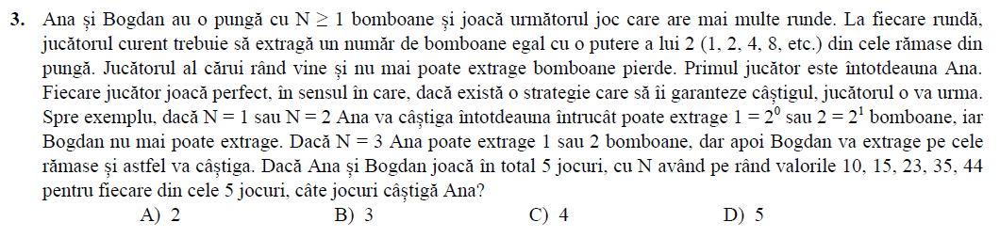 3. Ana și Bogdan au o pungă cu N ≥ 1 bomboane și joacă următorul joc care are mai multe runde. La fiecare rundă,
jucătorul curent trebuie să extragă un număr de bomboane egal cu o putere a lui 2 (1, 2, 4, 8, etc.) din cele rămase din
pungă. Jucătorul al cărui rând vine și nu mai poate extrage bomboane pierde. Primul jucător este întotdeauna Ana.
Fiecare jucător joacă perfect, în sensul în care, dacă există o strategie care să îi garanteze câștigul, jucătorul o va urma.
Spre exemplu, dacă N = 1 sau N = 2 Ana va câștiga întotdeauna întrucât poate extrage 1 = 2⁰ sau 2 = 2¹ bomboane, iar
Bogdan nu mai poate extrage. Dacă N = 3 Ana poate extrage 1 sau 2 bomboane, dar apoi Bogdan va extrage pe cele
rămase și astfel va câștiga. Dacă Ana și Bogdan joacă în total 5 jocuri, cu N având pe rând valorile 10, 15, 23, 35, 44
pentru fiecare din cele 5 jocuri, câte jocuri câștigă Ana?
A) 2 B) 3 C) 4 D) 5